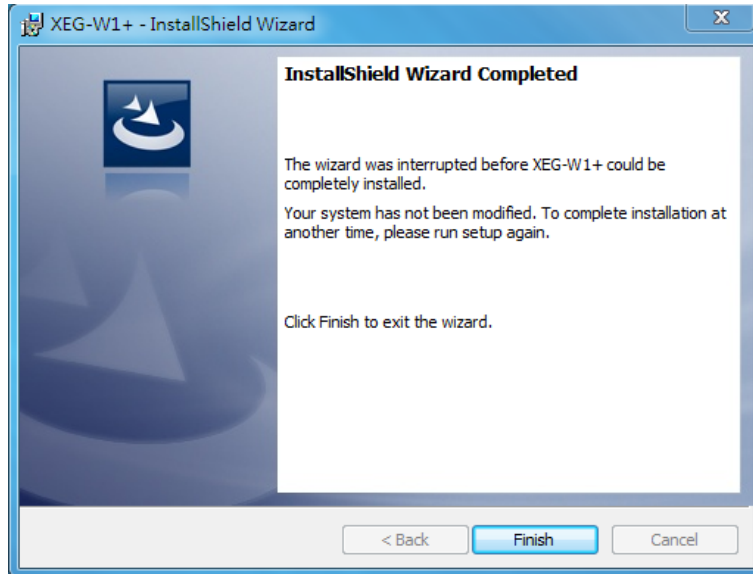 XEG-W1+ - InstallShield Wizard
InstallShield Wizard Completed
The wizard was interrupted before XEG-W1+ could be
completely installed.
Your system has not been modified. To complete installation at
another time, please run setup again.
Click Finish to exit the wizard.
< Back
Finish
Cancel